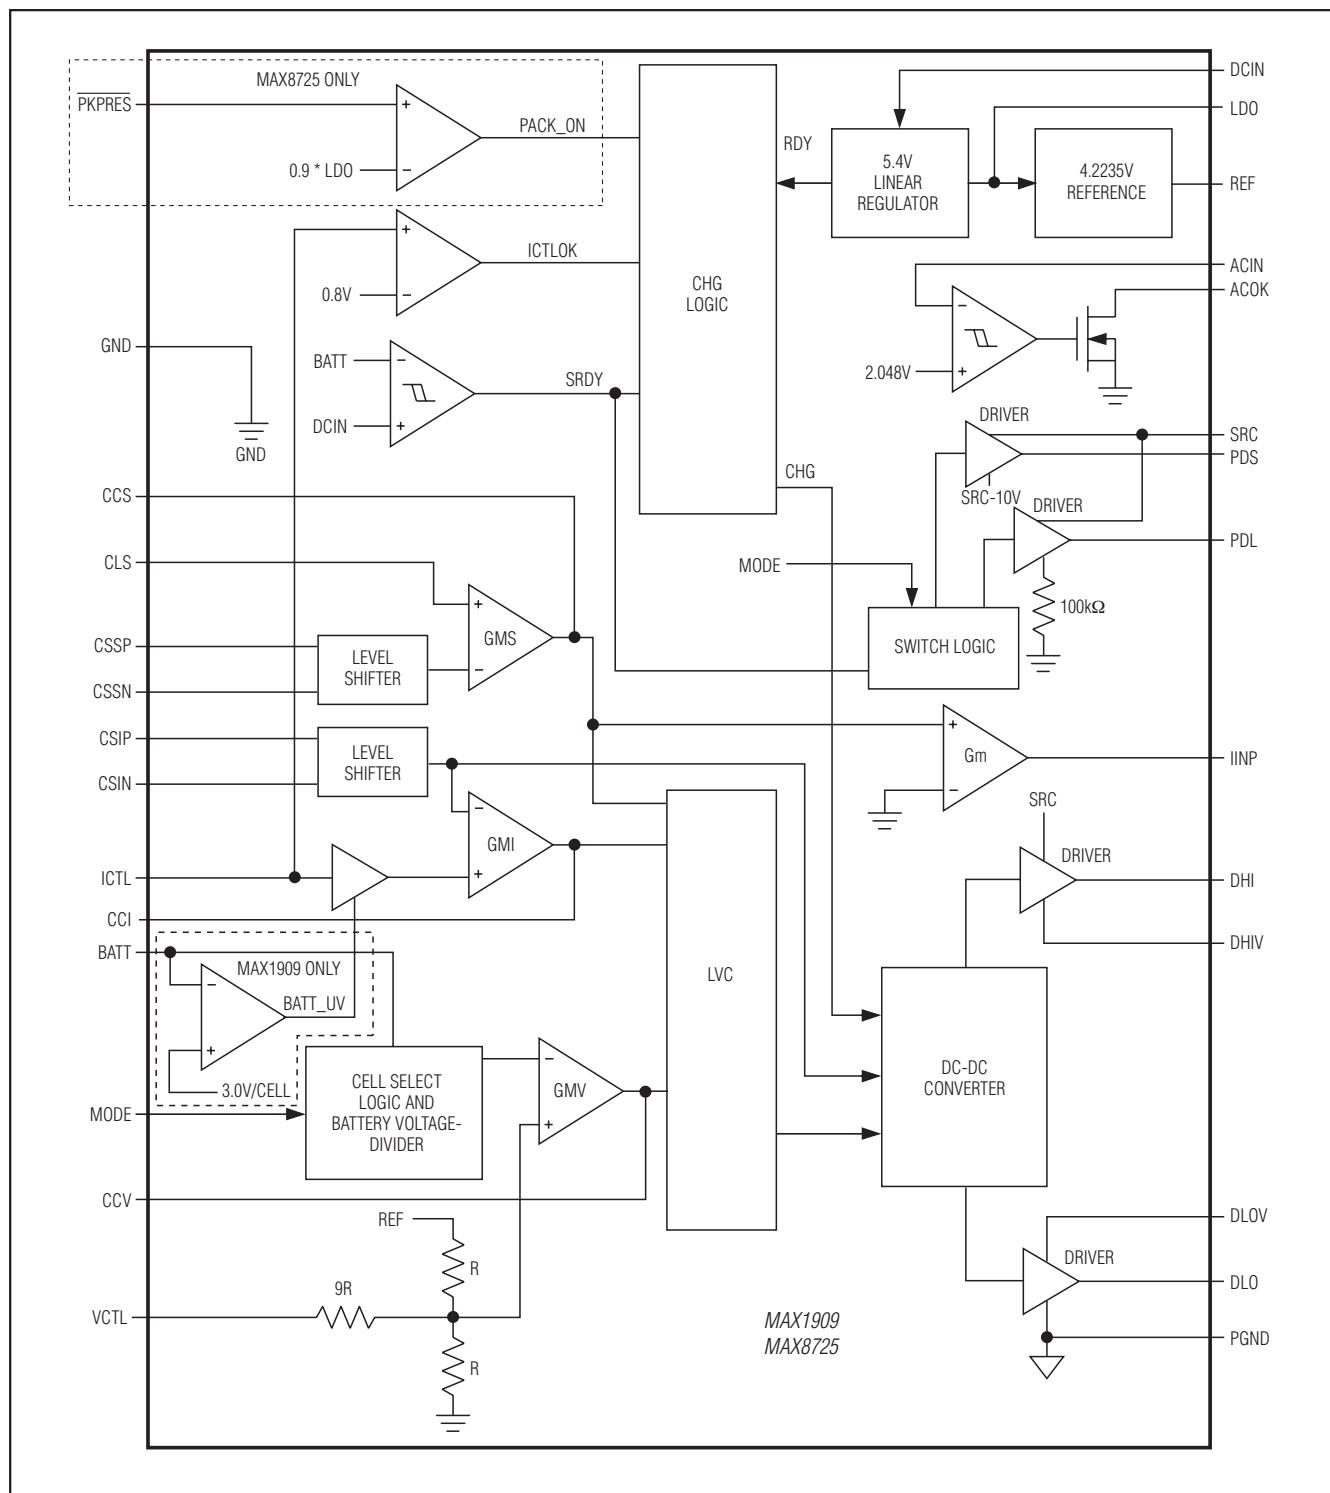 MAX8725 ONLY
PKPRES
+
PACK_ON
0.9 * LDO
−
+
ICTLOK
0.8V
−
GND
GND
BATT
−
SRDY
DCIN
+
CHG
LOGIC
RDY
5.4V
LINEAR
REGULATOR
4.2235V
REFERENCE
DCIN
LDO
REF
ACIN
ACOK
−
2.048V
+
DRIVER
SRC
PDS
SRC-10V
DRIVER
PDL
CHG
MODE
100kΩ
SWITCH LOGIC
CCS
CLS
+
GMS
−
CSSP
LEVEL
SHIFTER
CSSN
CSIP
LEVEL
SHIFTER
CSIN
−
GMI
+
ICTL
CCI
+
Gm
−
IINP
SRC
DRIVER
DHI
DHIV
BATT
MAX1909 ONLY
−
BATT_UV
+
3.0V/CELL
MODE
CELL SELECT
LOGIC AND
BATTERY VOLTAGE-
DIVIDER
−
GMV
+
LVC
DC-DC
CONVERTER
CCV
REF
R
9R
VCTL
R
DLOV
DRIVER
DLO
PGND
MAX1909
MAX8725